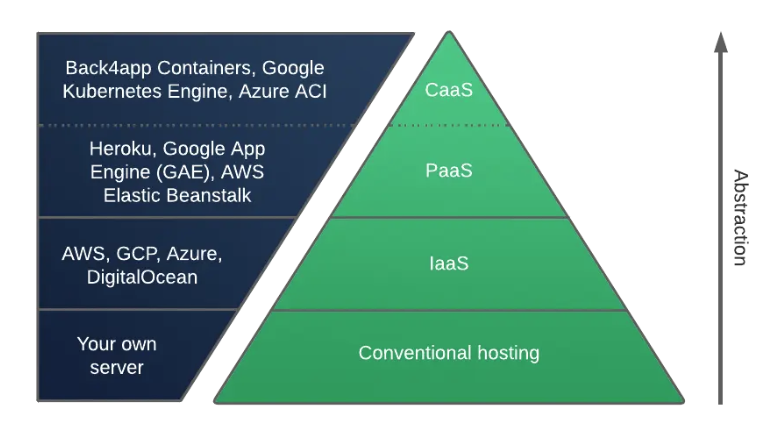 Back4app Containers, Google
Kubernetes Engine, Azure ACI
CaaS
Heroku, Google App
Engine (GAE), AWS
Elastic Beanstalk
PaaS
AWS, GCP, Azure,
DigitalOcean
IaaS
Your own
server
Conventional hosting
Abstraction